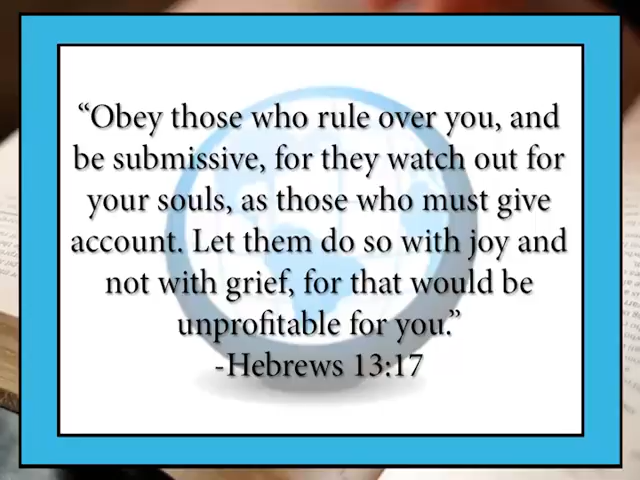 “Obey those who rule over you, and
be submissive, for they watch out for
your souls, as those who must give
account. Let them do so with joy and
not with grief, for that would be
unprofitable for you.”
-Hebrews 13:17